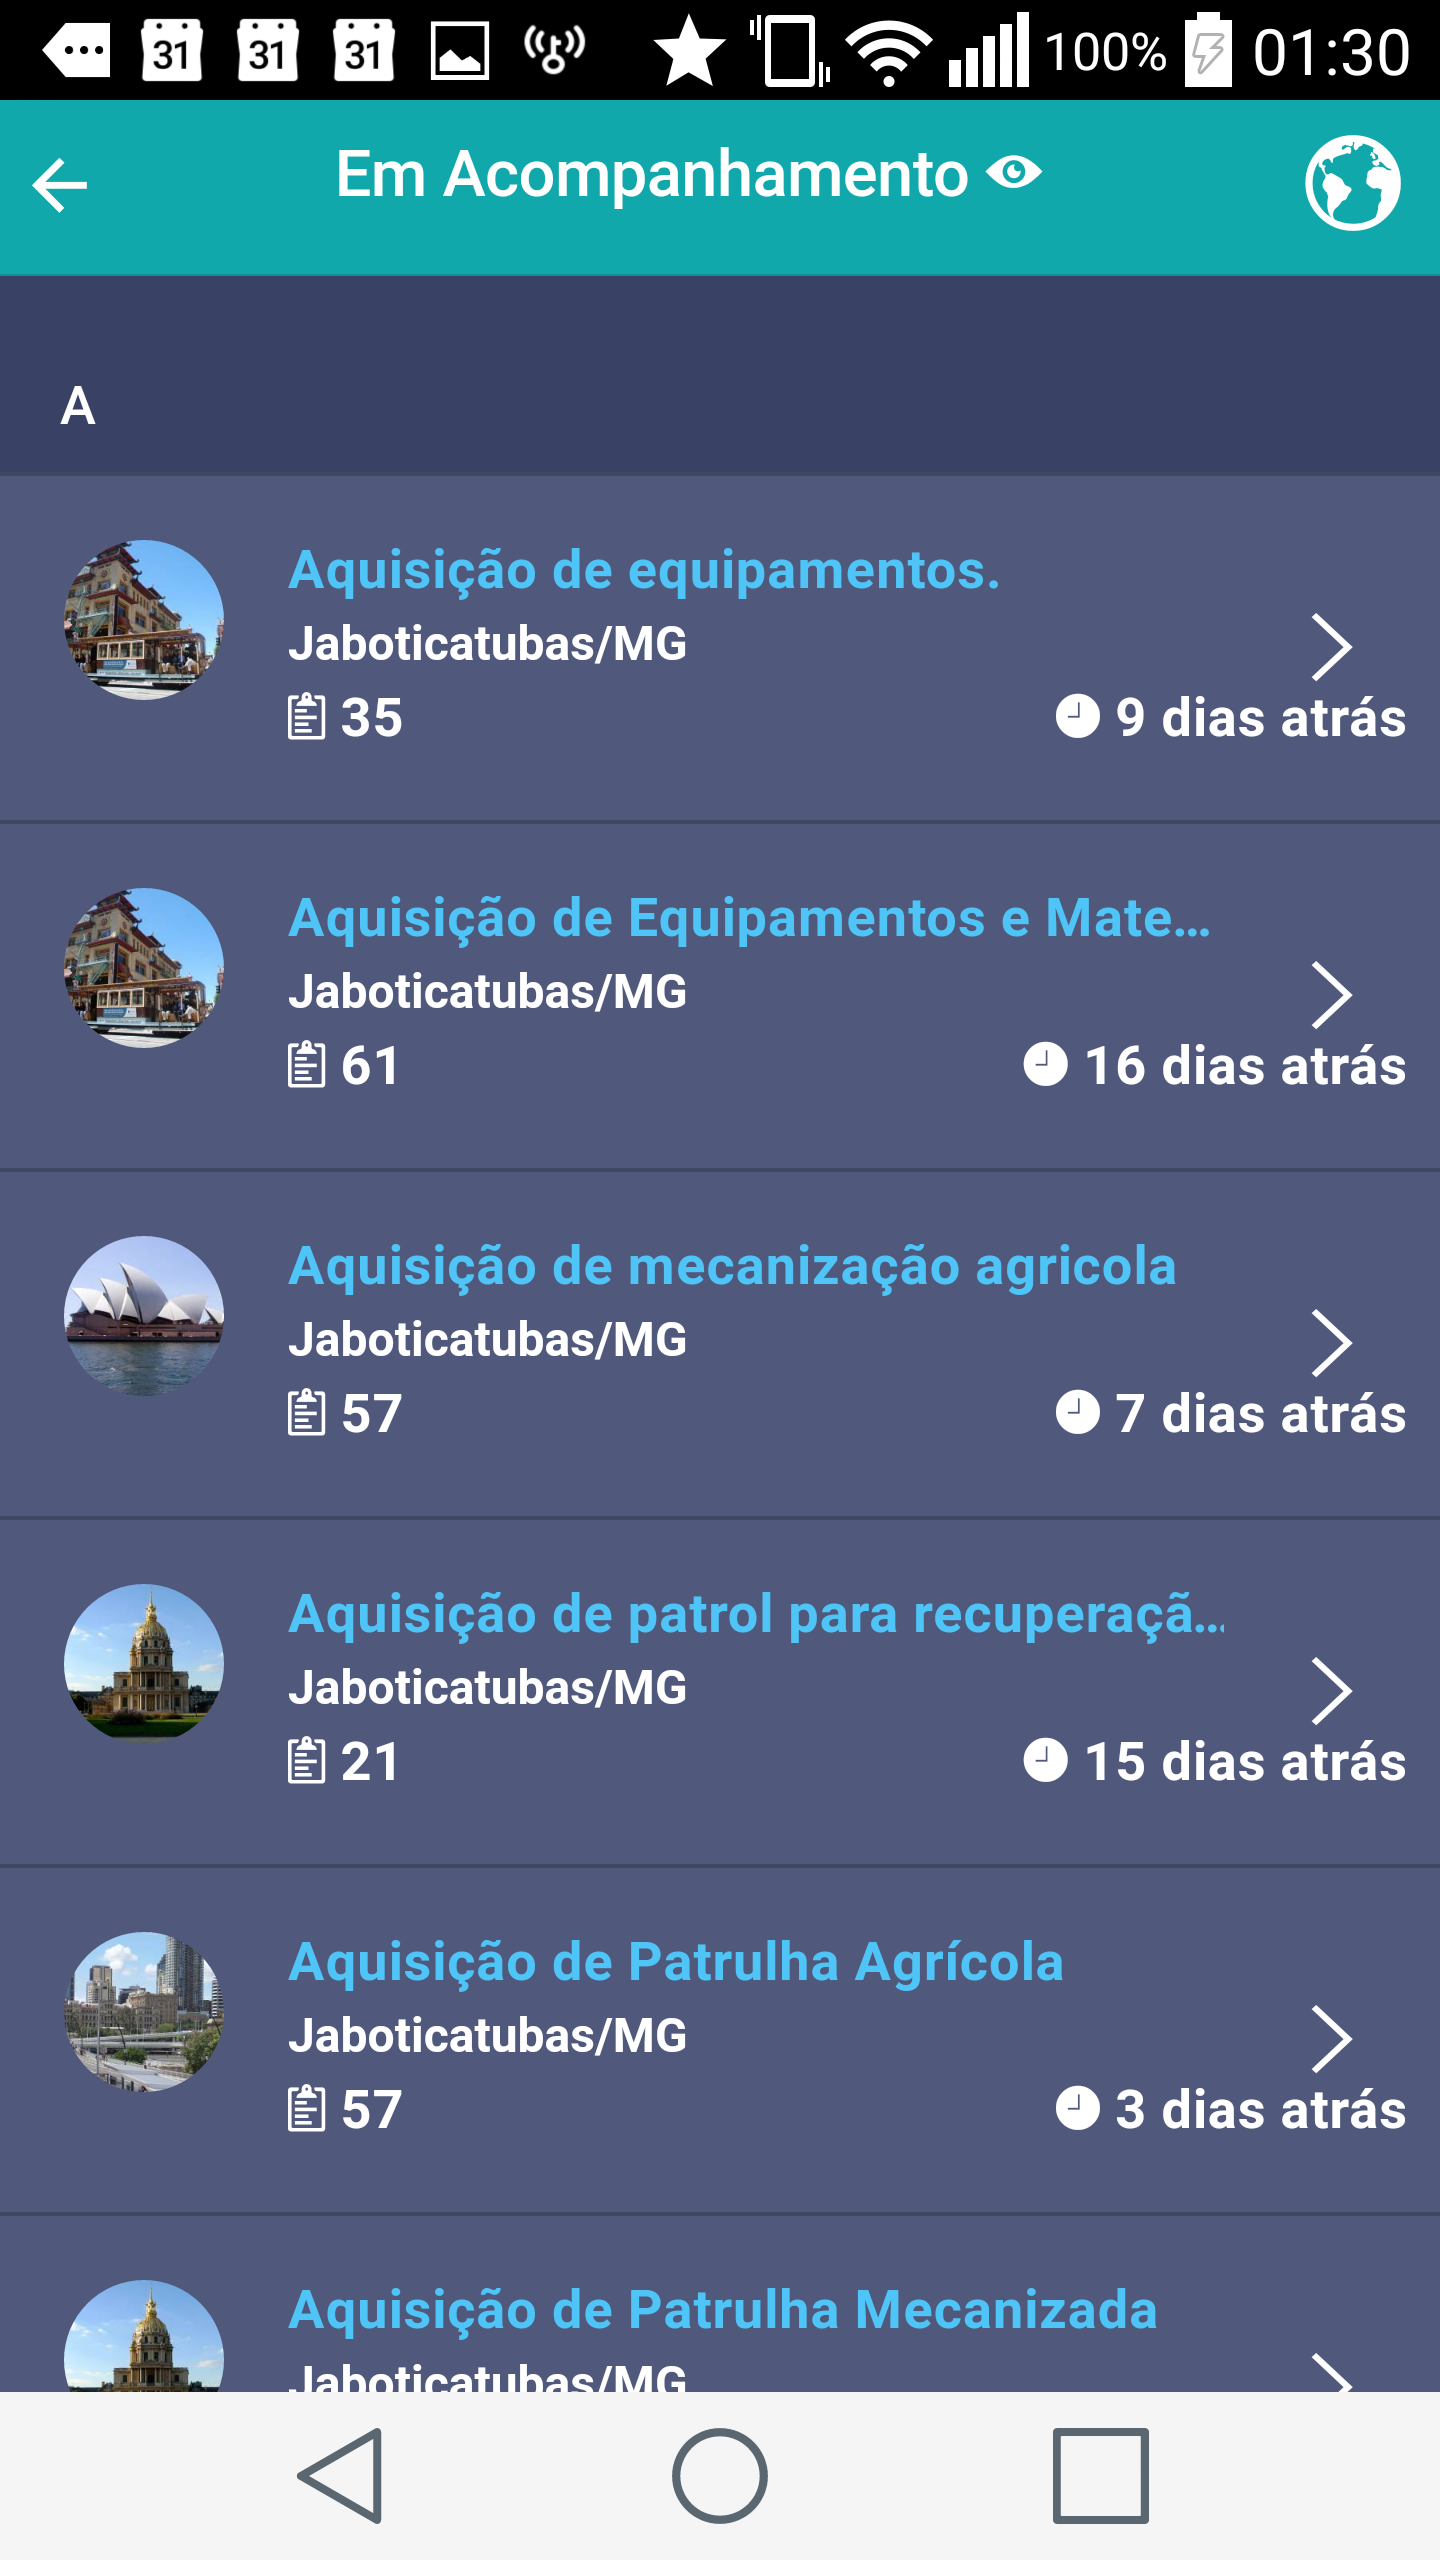 31 31 31 100% 01:30
Em Acompanhamento
A
Aquisição de equipamentos.
Jaboticatubas/MG
35 9 dias atrás
Aquisição de Equipamentos e Mate...
Jaboticatubas/MG
61 16 dias atrás
Aquisição de mecanização agricola
Jaboticatubas/MG
57 7 dias atrás
Aquisição de patrol para recuperaçã...
Jaboticatubas/MG
21 15 dias atrás
Aquisição de Patrulha Agrícola
Jaboticatubas/MG
57 3 dias atrás
Aquisição de Patrulha Mecanizada
Jaboticatubas/MG